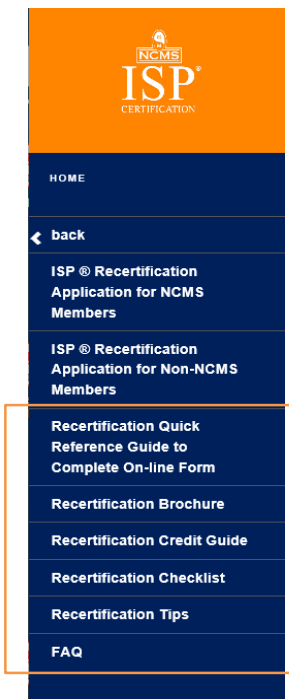 NCMS
ISP®
CERTIFICATION
HOME
back
ISP ® Recertification
Application for NCMS
Members
ISP ® Recertification
Application for Non-NCMS
Members
Recertification Quick
Reference Guide to
Complete On-line Form
Recertification Brochure
Recertification Credit Guide
Recertification Checklist
Recertification Tips
FAQ